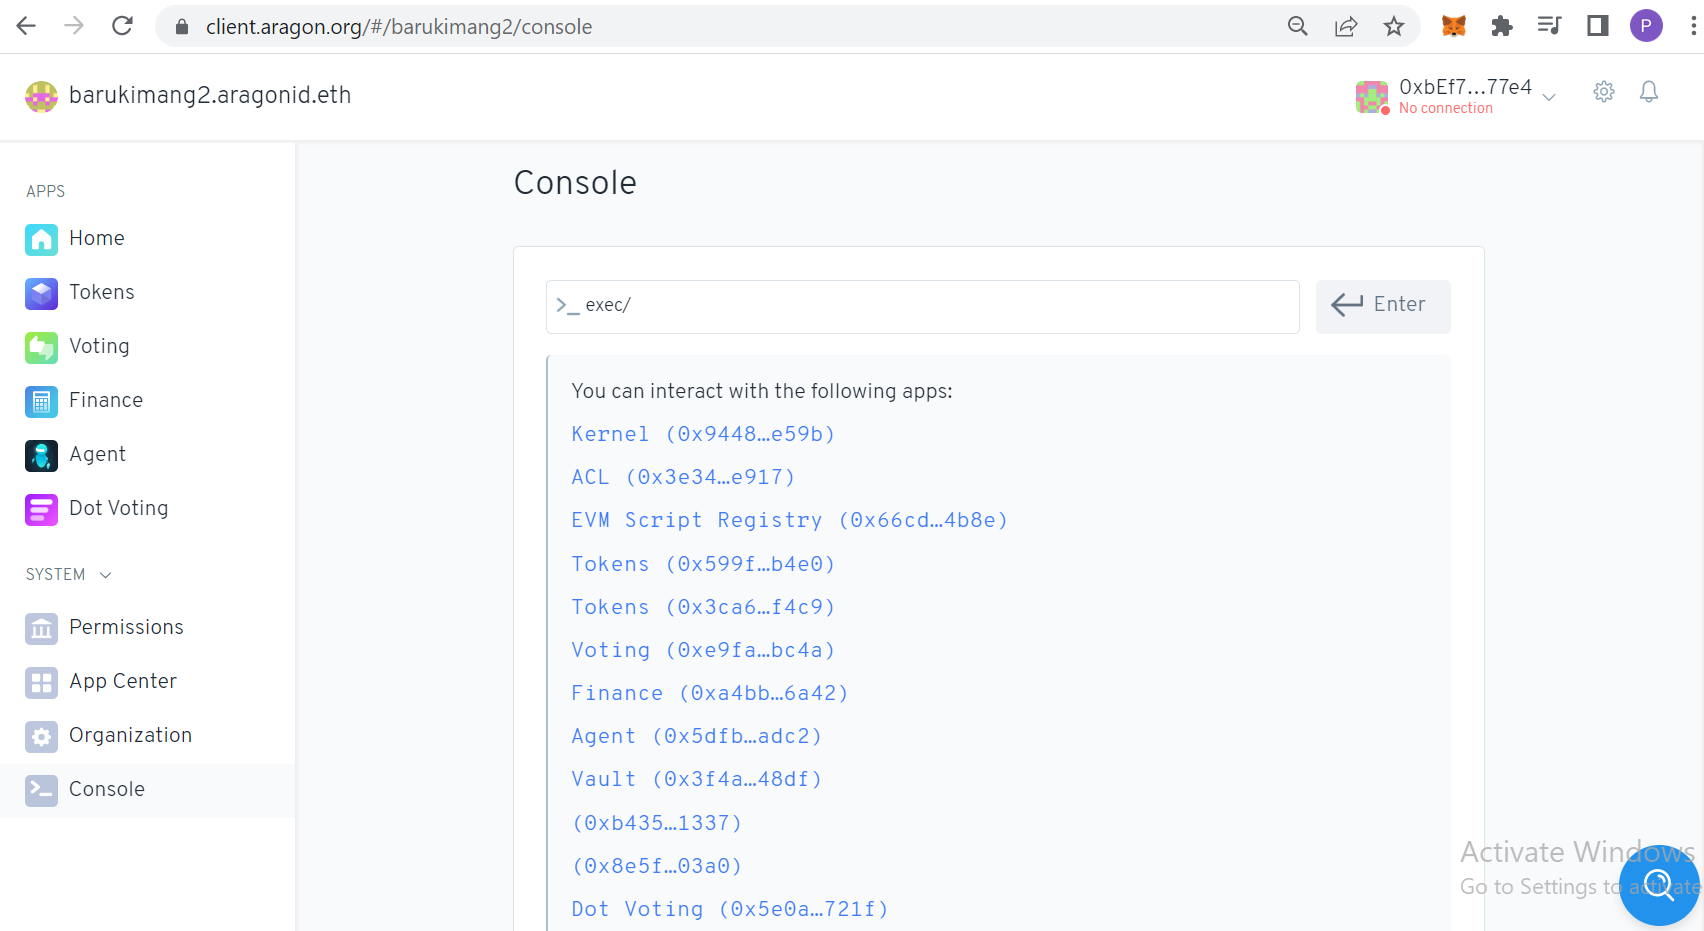 client.aragon.org/#/barukimang2/console
P
barukimang2.aragonid.eth
0xbEf7...77e4
No connection
APPS
Home
Tokens
Voting
Finance
Agent
Dot Voting
SYSTEM
Permissions
App Center
Organization
Console
Console
>_ exec/
Enter
You can interact with the following apps:
Kernel (0x9448…e59b)
ACL (0x3e34…e917)
EVM Script Registry (0x66cd…4b8e)
Tokens (0x599f…b4e0)
Tokens (0x3ca6…f4c9)
Voting (0xe9fa…bc4a)
Finance (0xa4bb…6a42)
Agent (0x5dfb…adc2)
Vault (0x3f4a…48df)
(0xb435…1337)
(0x8e5f…03a0)
Dot Voting (0x5e0a…721f)
Activate Windows
Go to Settings to activate